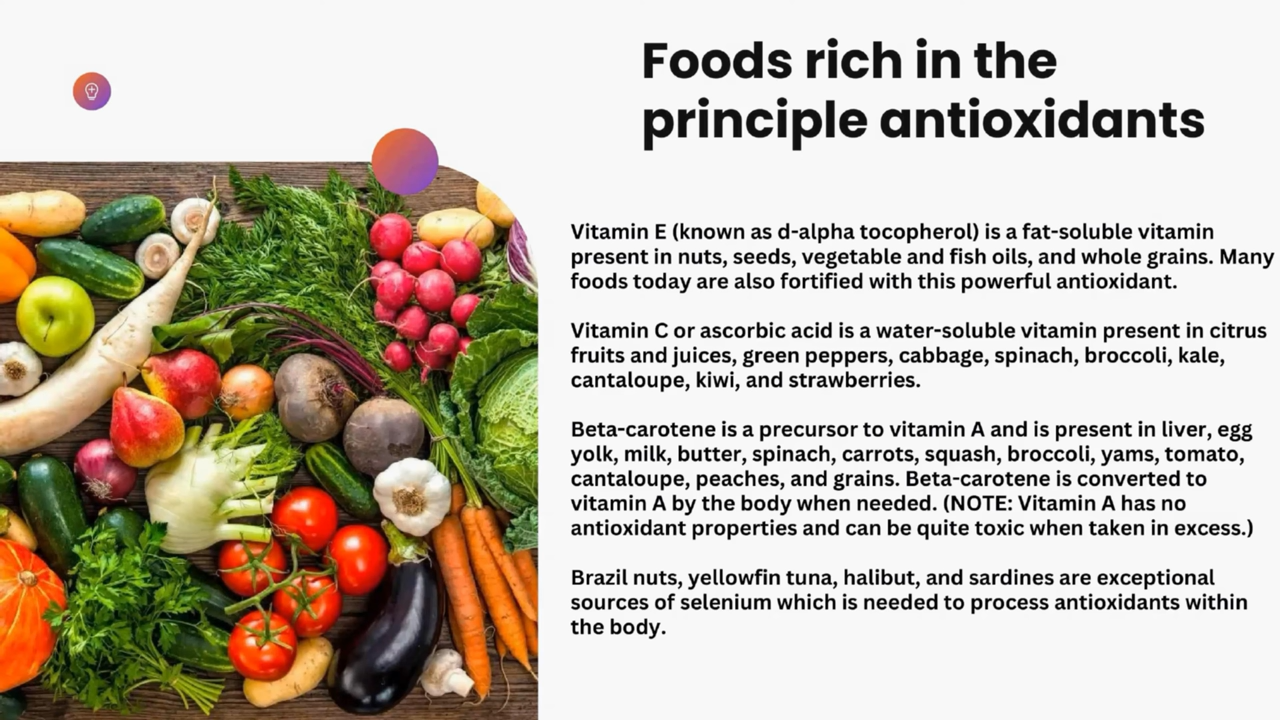 Foods rich in the
principle antioxidants
Vitamin E (known as d-alpha tocopherol) is a fat-soluble vitamin
present in nuts, seeds, vegetable and fish oils, and whole grains. Many
foods today are also fortified with this powerful antioxidant.
Vitamin C or ascorbic acid is a water-soluble vitamin present in citrus
fruits and juices, green peppers, cabbage, spinach, broccoli, kale,
cantaloupe, kiwi, and strawberries.
Beta-carotene is a precursor to vitamin A and is present in liver, egg
yolk, milk, butter, spinach, carrots, squash, broccoli, yams, tomato,
cantaloupe, peaches, and grains. Beta-carotene is converted to
vitamin A by the body when needed. (NOTE: Vitamin A has no
antioxidant properties and can be quite toxic when taken in excess.)
Brazil nuts, yellowfin tuna, halibut, and sardines are exceptional
sources of selenium which is needed to process antioxidants within
the body.